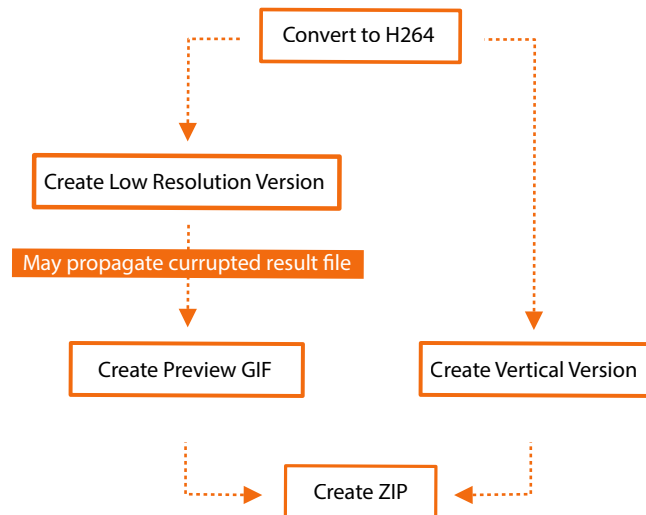 Convert to H264
Create Low Resolution Version
May propagate currupted result file
Create Preview GIF
Create Vertical Version
Create ZIP